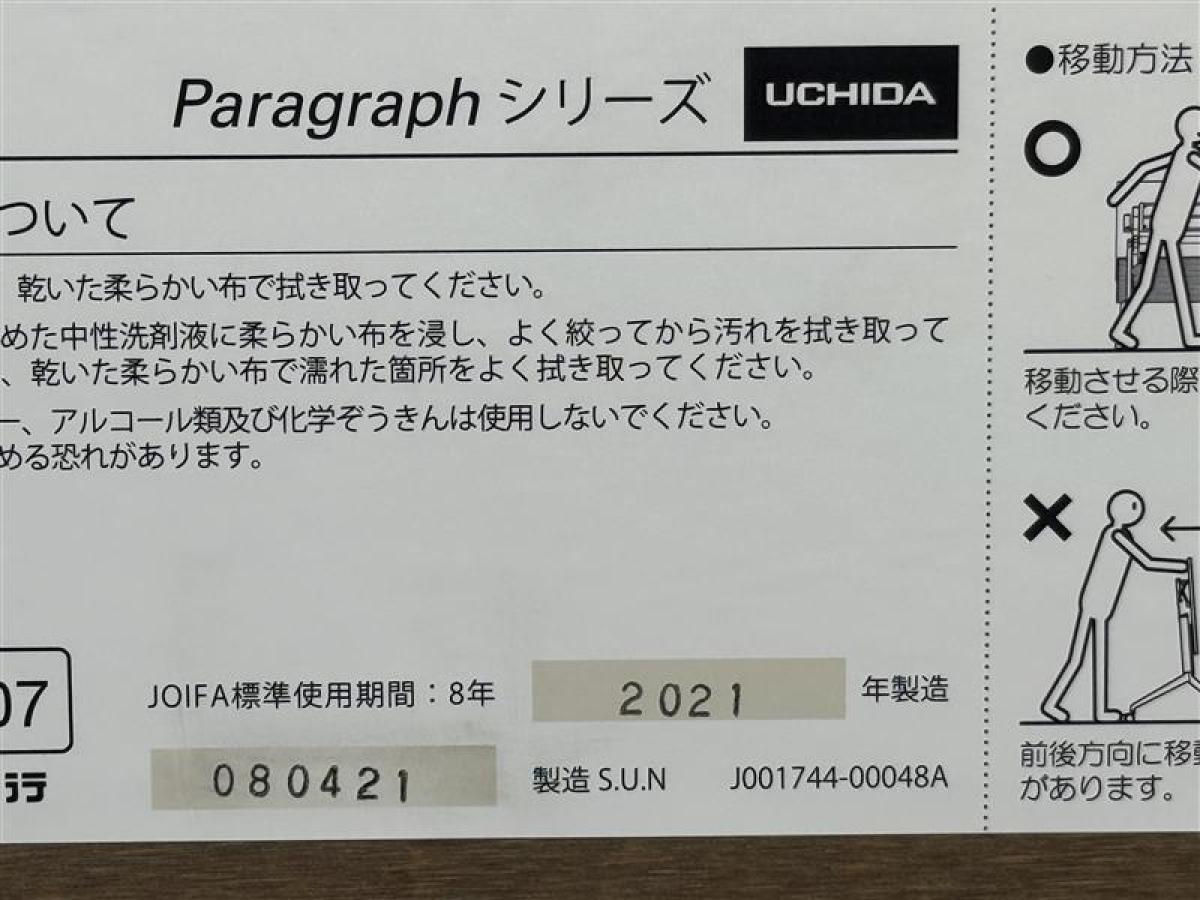 Paragraph シリーズ UCHIDA
ついて
乾いた柔らかい布で拭き取ってください。
めた中性洗剤液に柔らかい布を浸し、よく絞ってから汚れを拭き取って
、乾いた柔らかい布で濡れた箇所をよく拭き取ってください。
ー、アルコール類及び化学ぞうきんは使用しないでください。
める恐れがあります。
07
JOIFA標準使用期間：8年 2021 年製造
行
080421 製造 S.U.N J001744-00048A
●移動方法
移動させる際
ください。
前後方向に移動
があります。